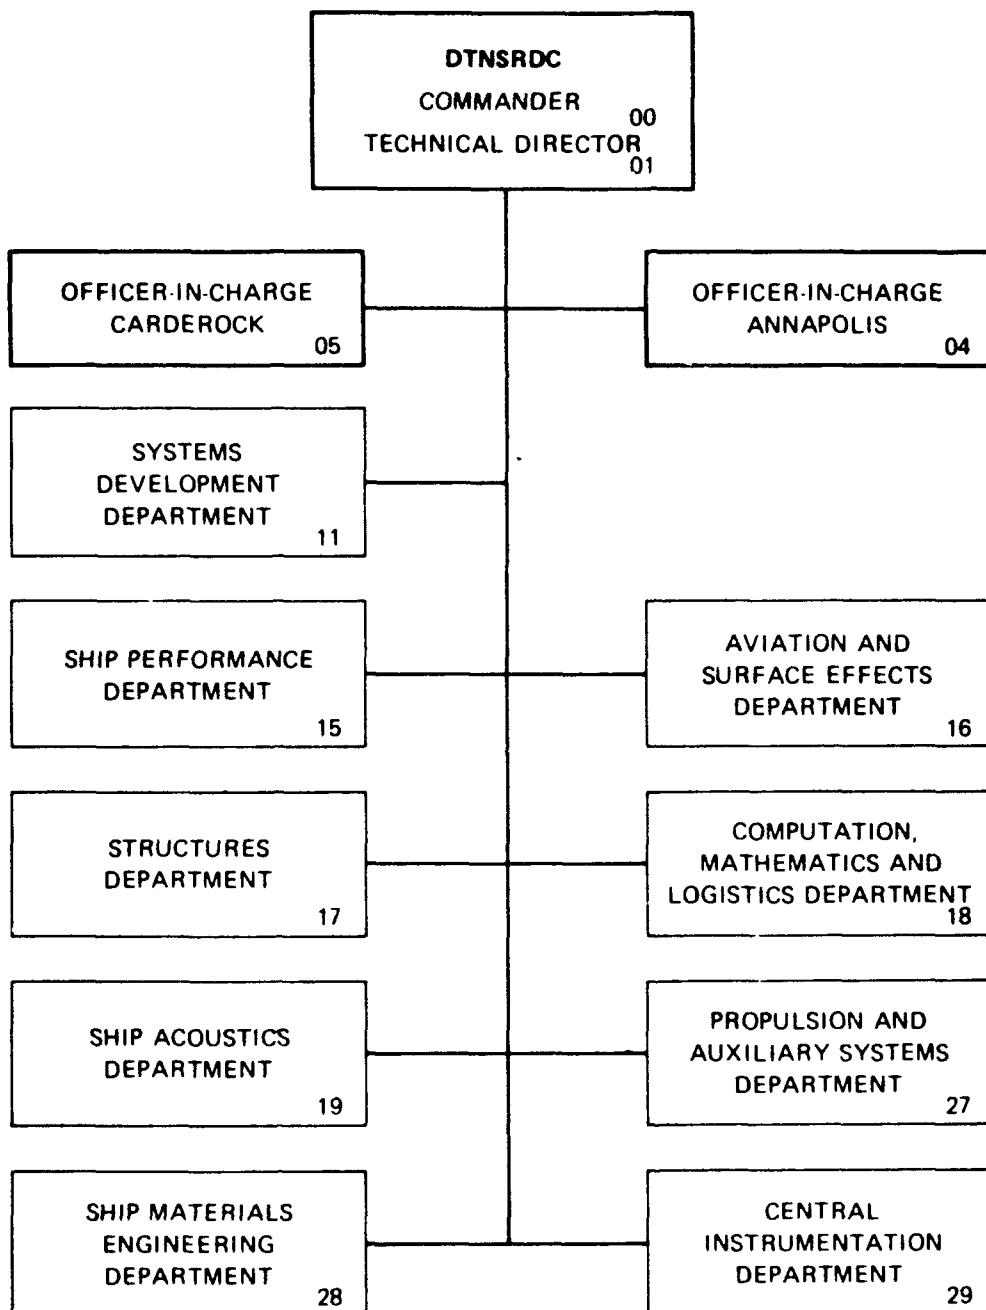 DTNSRDC
COMMANDER
00
TECHNICAL DIRECTOR
01
OFFICER-IN-CHARGE
CARDEROCK
05
OFFICER-IN-CHARGE
ANNAPOLIS
04
SYSTEMS
DEVELOPMENT
DEPARTMENT
11
SHIP PERFORMANCE
DEPARTMENT
15
AVIATION AND
SURFACE EFFECTS
DEPARTMENT
16
STRUCTURES
DEPARTMENT
17
COMPUTATION,
MATHEMATICS AND
LOGISTICS DEPARTMENT
18
SHIP ACOUSTICS
DEPARTMENT
19
PROPULSION AND
AUXILIARY SYSTEMS
DEPARTMENT
27
SHIP MATERIALS
ENGINEERING
DEPARTMENT
28
CENTRAL
INSTRUMENTATION
DEPARTMENT
29